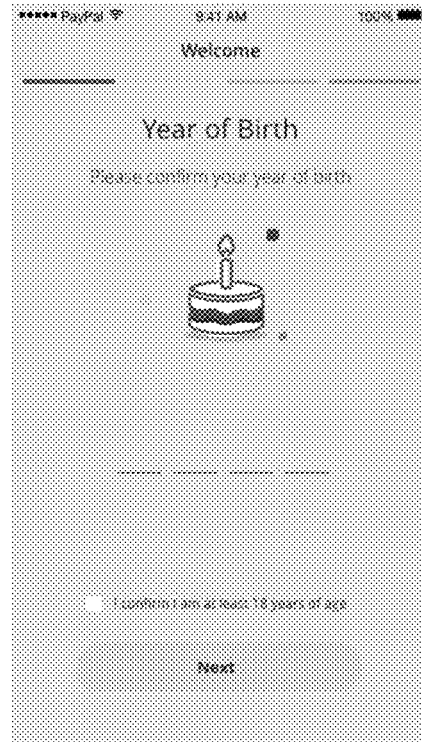 PayPal 9:41 AM 100%
Welcome
Year of Birth
Please confirm your year of birth
I confirm I am at least 18 years of age
Next